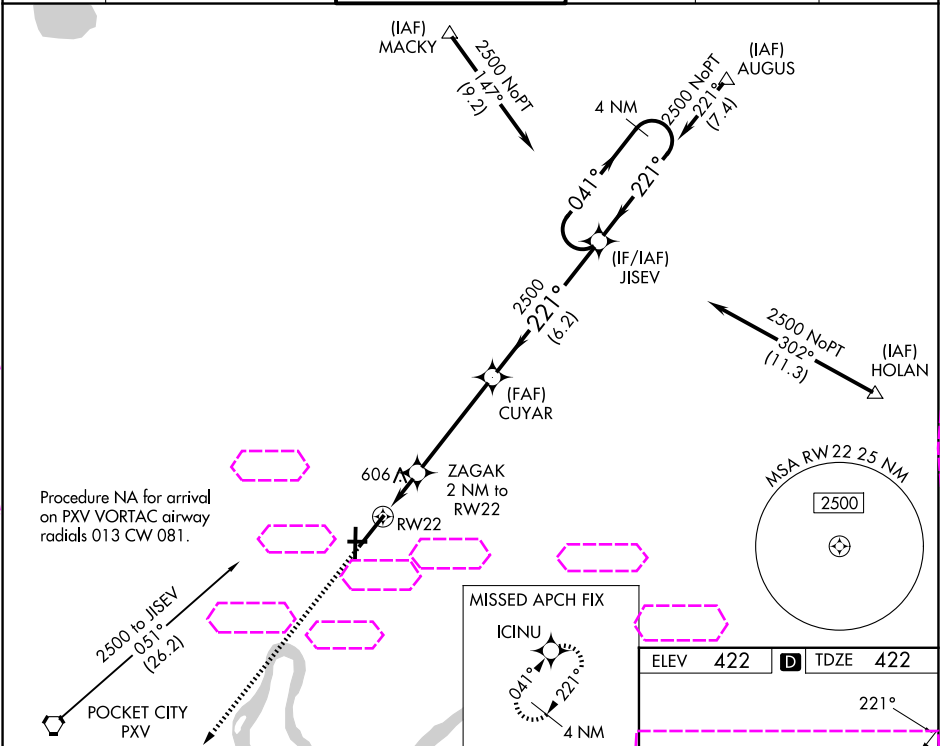 (IAF)
MACKY
2500 NoPT
147°
(9.2)
(IAF)
AUGUS
2500 NoPT
221°
(7.4)
4 NM
041°
221°
(IF/IAF)
JISEV
2500
221°
(6.2)
2500 NoPT
302°
(11.3)
(IAF)
HOLAN
(FAF)
CUYAR
606
ZAGAK
2 NM to
RW22
RW22
Procedure NA for arrival
on PXV VORTAC airway
radials 013 CW 081.
MSA RW 22 25 NM
2500
2500 to JISEV
051°
(26.2)
POCKET CITY
PXV
MISSED APCH FIX
ICINU
041°
221°
4 NM
ELEV 422 D TDZE 422
221°